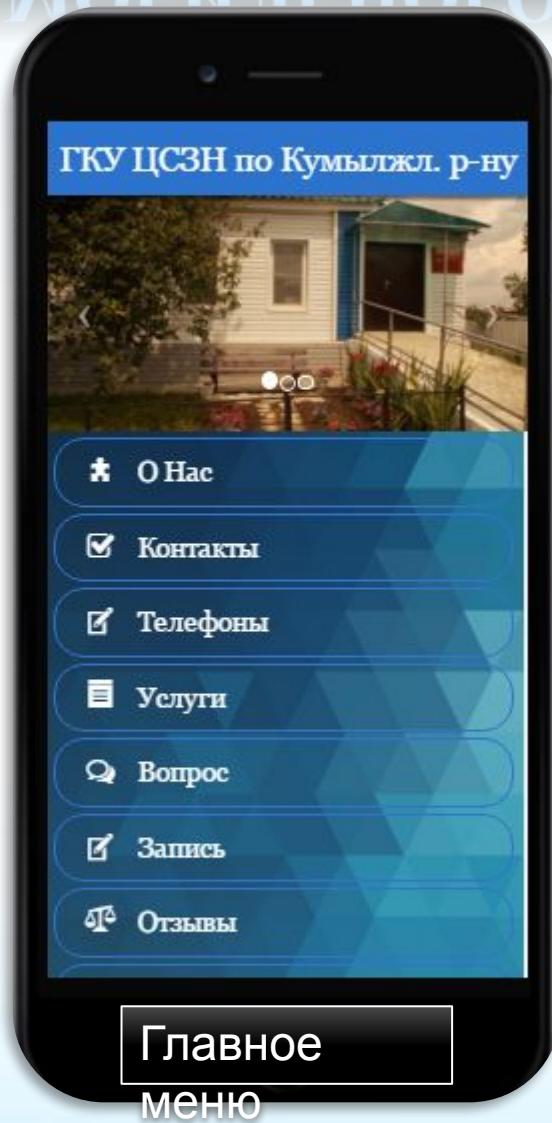 ГКУ ЦСЗН по Кумылжл. р-ну
О Нас
Контакты
Телефоны
Услуги
Вопрос
Запись
Отзывы
Главное
меню